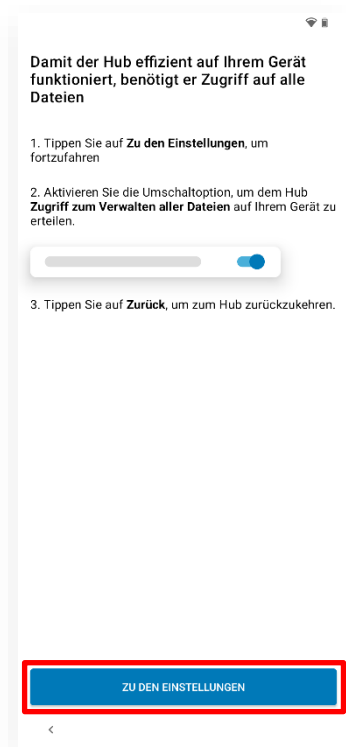 Damit der Hub effizient auf Ihrem Gerät
funktioniert, benötigt er Zugriff auf alle
Dateien
1. Tippen Sie auf Zu den Einstellungen, um
fortzufahren
2. Aktivieren Sie die Umschaltoption, um dem Hub
Zugriff zum Verwalten aller Dateien auf Ihrem Gerät zu
erteilen.
3. Tippen Sie auf Zurück, um zum Hub zurückzukehren.
ZU DEN EINSTELLUNGEN